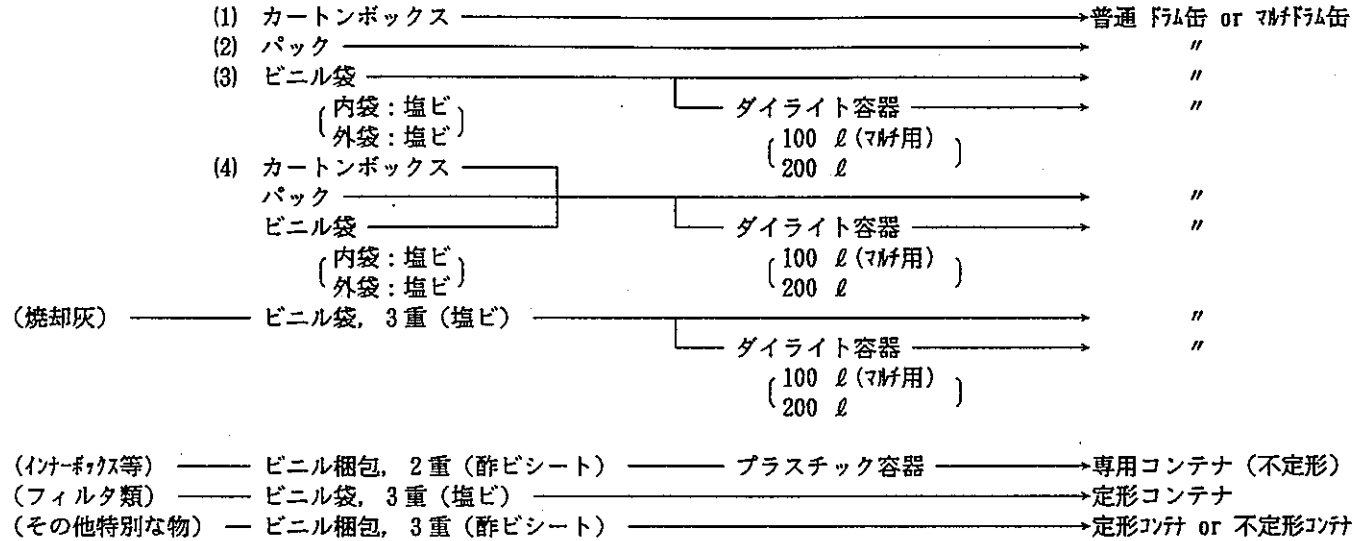 (1) カートンボックス 普通 ﾄﾞﾗﾑ缶 or ﾏﾙﾁﾄﾞﾗﾑ缶
(2) パック 〃
(3) ビニル袋 〃
内袋：塩ビ ダイライト容器 〃
外袋：塩ビ 100 ℓ (ﾏﾙﾁ用)
200 ℓ
(4) カートンボックス
パック 〃
ビニル袋 ダイライト容器 〃
内袋：塩ビ 100 ℓ (ﾏﾙﾁ用)
外袋：塩ビ 200 ℓ
(焼却灰) ビニル袋，3重（塩ビ） 〃
ダイライト容器 〃
100 ℓ (ﾏﾙﾁ用)
200 ℓ
(ｲﾝﾅｰﾎﾞｯｸｽ等) ビニル梱包，2重（酢ビシート） プラスチック容器 専用コンテナ（不定形）
(フィルタ類) ビニル袋，3重（塩ビ） 定形コンテナ
(その他特別な物) ビニル梱包，3重（酢ビシート） 定形ｺﾝﾃﾅ or 不定形ｺﾝﾃﾅ